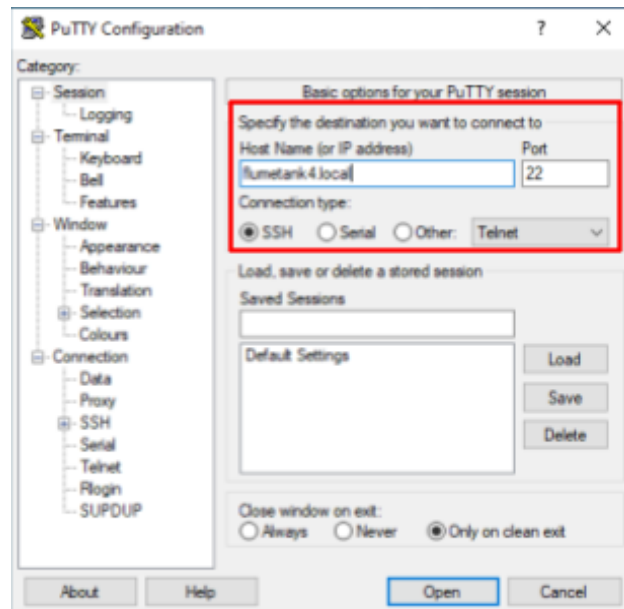 PuTTY Configuration
? ×
Category:
Session
Logging
Terminal
Keyboard
Bell
Features
Window
Appearance
Behaviour
Translation
Selection
Colours
Connection
Data
Proxy
SSH
Serial
Telnet
Rlogin
SUPDUP
Basic options for your PuTTY session
Specify the destination you want to connect to
Host Name (or IP address) Port
flumetank4.local 22
Connection type:
SSH Serial Other: Telnet
Load, save or delete a stored session
Saved Sessions
Default Settings
Load
Save
Delete
Close window on exit:
Always Never Only on clean exit
About Help Open Cancel